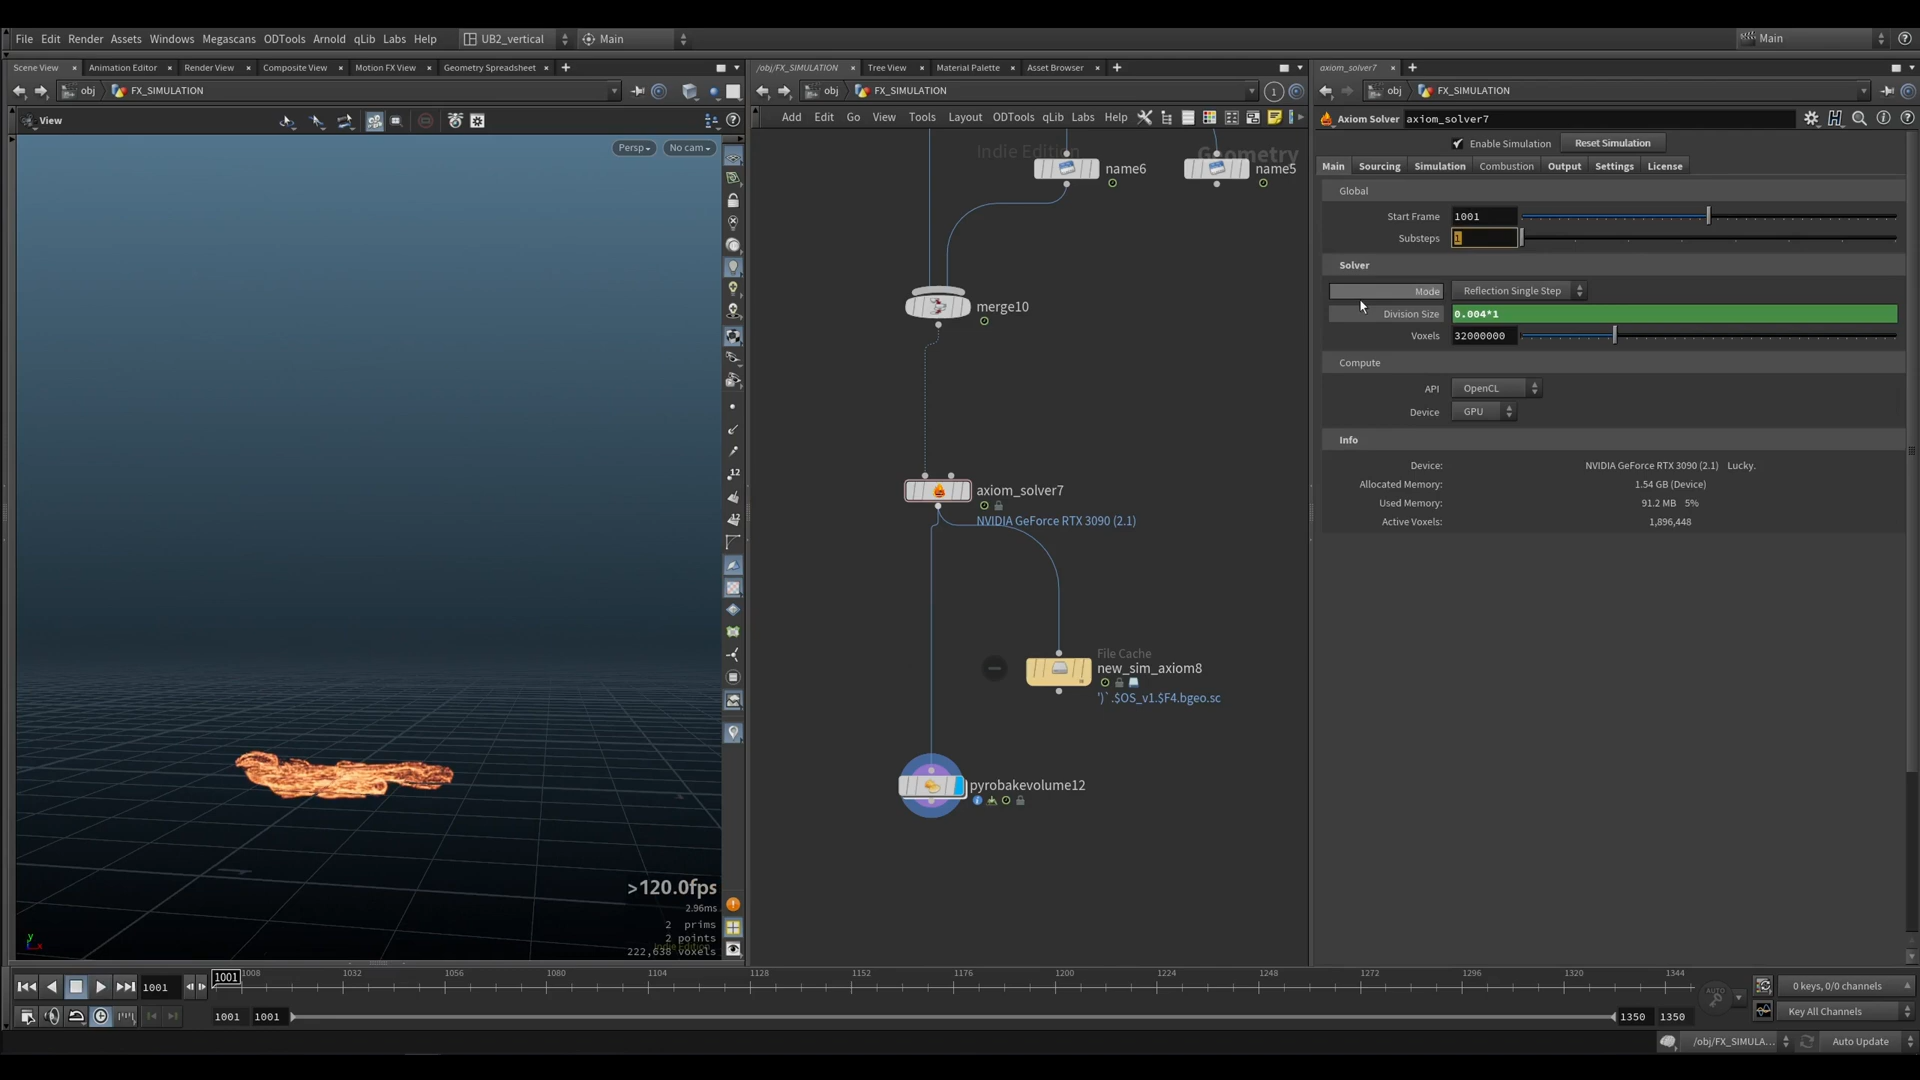 File Edit Render Assets Windows Megascans ODTools Arnold qLib Labs Help UB2_vertical Main Main
Scene View Animation Editor Render View Composite View Motion FX View Geometry Spreadsheet
obj FX_SIMULATION
View
Persp No cam
>120.0fps
2.96ms
2 prims
2 points
Indie Edition
222,638 voxels
/obj/FX_SIMULATION Tree View Material Palette Asset Browser
obj FX_SIMULATION 1
Add Edit Go View Tools Layout ODTools qLib Labs Help
Indie Edition Geometry
name6 name5
merge10
axiom_solver7
NVIDIA GeForce RTX 3090 (2.1)
File Cache
new_sim_axiom8
')`.$OS_v1.$F4.bgeo.sc
pyrobakevolume12
axiom_solver7
obj FX_SIMULATION
Axiom Solver axiom_solver7
Enable Simulation Reset Simulation
Main Sourcing Simulation Combustion Output Settings License
Global
Start Frame 1001
Substeps 1
Solver
Mode Reflection Single Step
Division Size 0.004*1
Voxels 32000000
Compute
API OpenCL
Device GPU
Info
Device: NVIDIA GeForce RTX 3090 (2.1) Lucky.
Allocated Memory: 1.54 GB (Device)
Used Memory: 91.2 MB 5%
Active Voxels: 1,896,448
12
12
y
x
1001 1001 1008 1032 1056 1080 1104 1128 1152 1176 1200 1224 1248 1272 1296 1320 1344 AUTO 0 keys, 0/0 channels
1001 1001 1350 1350 Key All Channels
/obj/FX_SIMULA... Auto Update